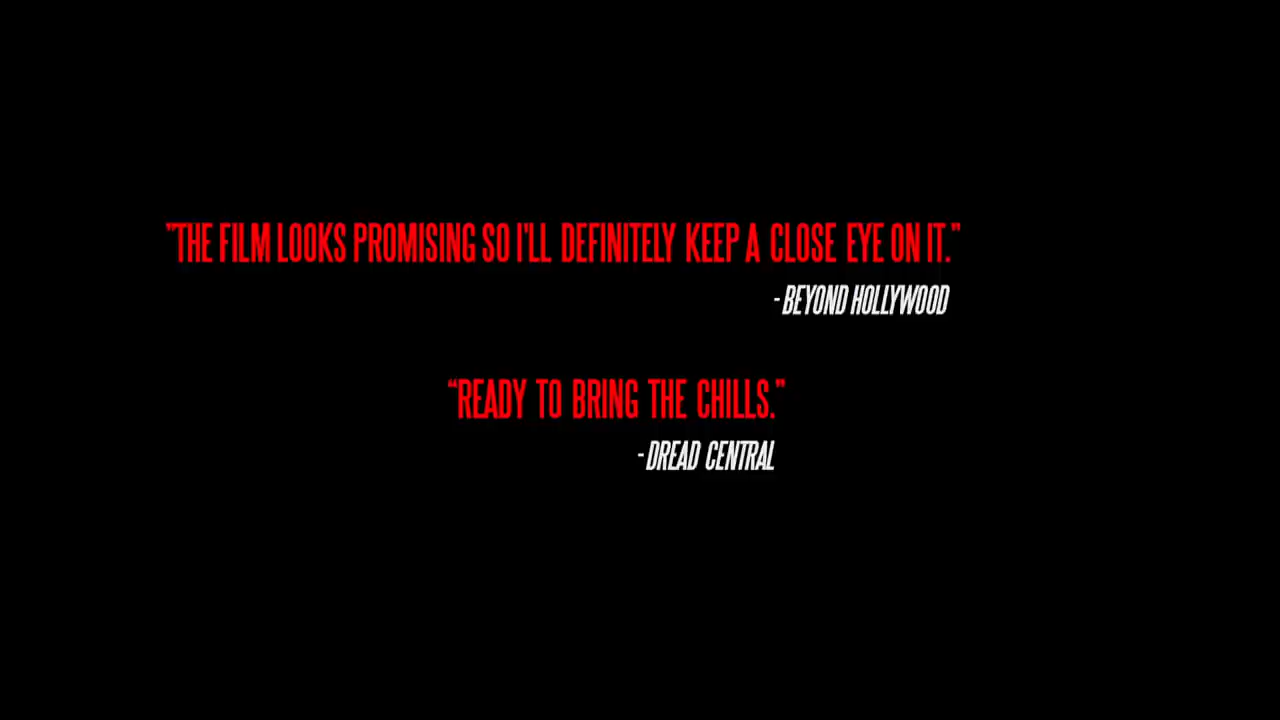 "THE FILM LOOKS PROMISING SO I'LL DEFINITELY KEEP A CLOSE EYE ON IT."
- BEYOND HOLLYWOOD
"READY TO BRING THE CHILLS."
- DREAD CENTRAL